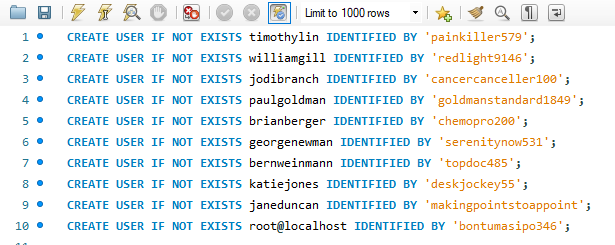 Limit to 1000 rows
1 CREATE USER IF NOT EXISTS timothylin IDENTIFIED BY 'painkiller579';
2 CREATE USER IF NOT EXISTS williamgill IDENTIFIED BY 'redlight9146';
3 CREATE USER IF NOT EXISTS jodibranch IDENTIFIED BY 'cancercanceller100';
4 CREATE USER IF NOT EXISTS paulgoldman IDENTIFIED BY 'goldmanstandard1849';
5 CREATE USER IF NOT EXISTS brianberger IDENTIFIED BY 'chemopro200';
6 CREATE USER IF NOT EXISTS georgenewman IDENTIFIED BY 'serenitynow531';
7 CREATE USER IF NOT EXISTS bernweinmann IDENTIFIED BY 'topdoc485';
8 CREATE USER IF NOT EXISTS katiejones IDENTIFIED BY 'deskjockey55';
9 CREATE USER IF NOT EXISTS janeduncan IDENTIFIED BY 'makingpointstoappoint';
10 CREATE USER IF NOT EXISTS root@localhost IDENTIFIED BY 'bontumasipo346';